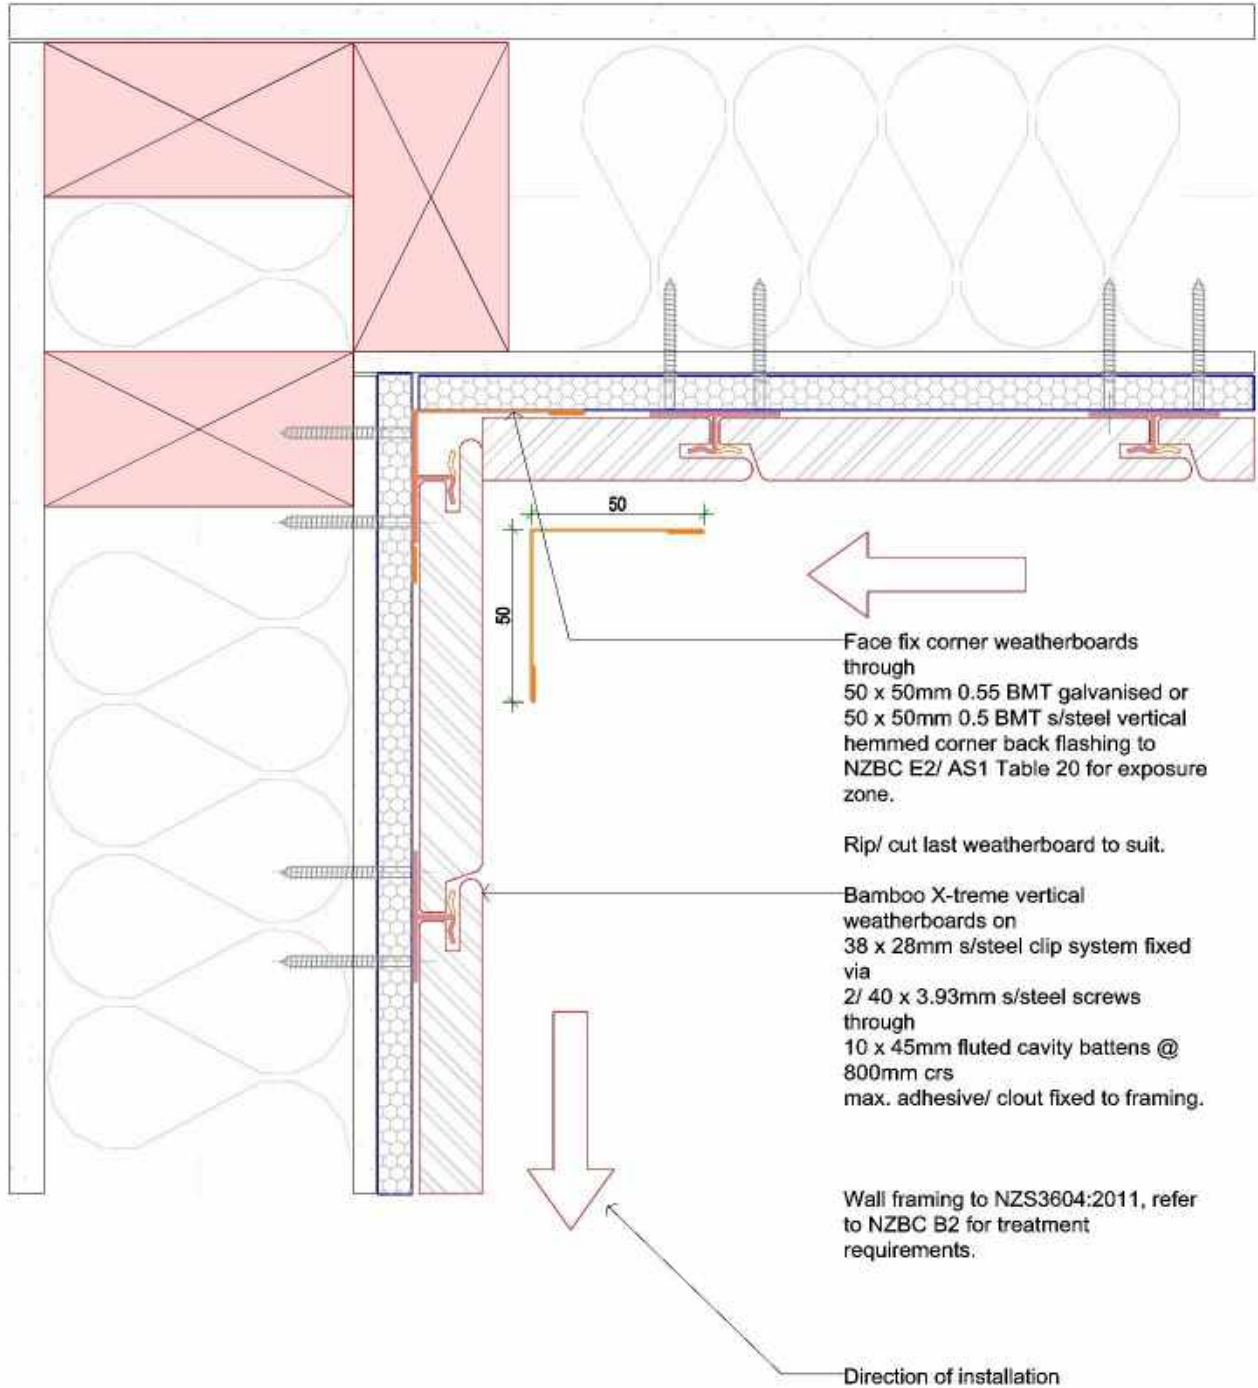 50
50
Face fix corner weatherboards
through
50 x 50mm 0.55 BMT galvanised or
50 x 50mm 0.5 BMT s/steel vertical
hemmed corner back flashing to
NZBC E2/ AS1 Table 20 for exposure
zone.
Rip/ cut last weatherboard to suit.
Bamboo X-treme vertical
weatherboards on
38 x 28mm s/steel clip system fixed
via
2/ 40 x 3.93mm s/steel screws
through
10 x 45mm fluted cavity battens @
800mm crs
max. adhesive/ clout fixed to framing.
Wall framing to NZS3604:2011, refer
to NZBC B2 for treatment
requirements.
Direction of installation